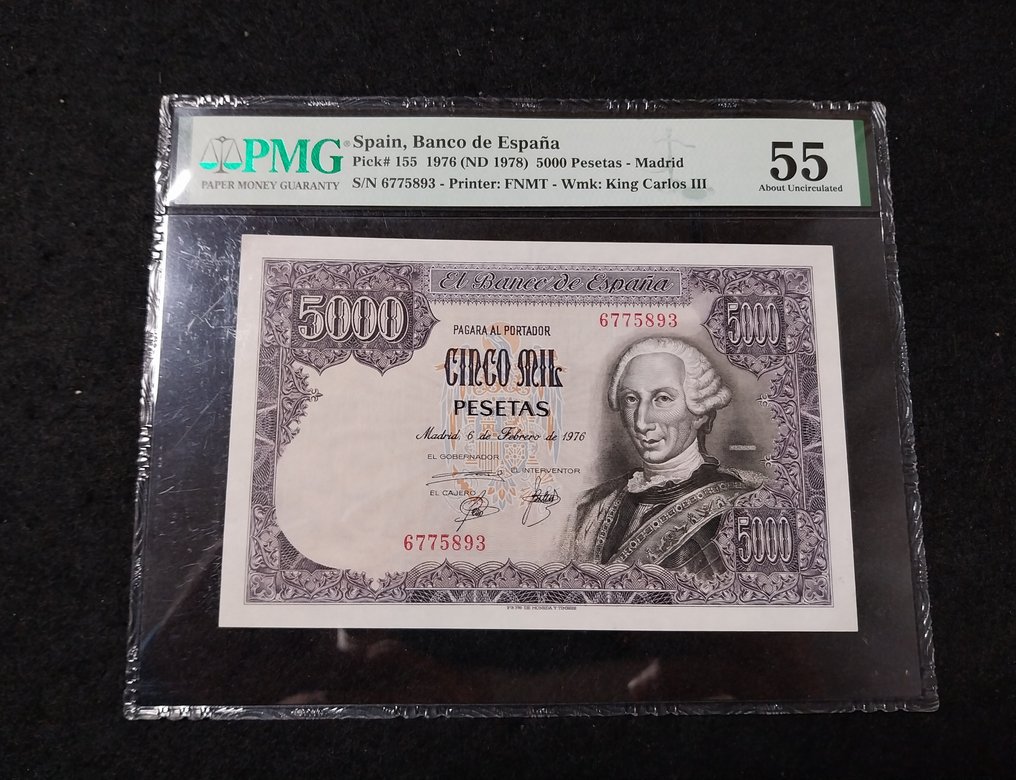 PMG
PAPER MONEY GUARANTY
Spain, Banco de España
Pick# 155 1976 (ND 1978) 5000 Pesetas - Madrid
S/N 6775893 - Printer: FNMT - Wmk: King Carlos III
55
About Uncirculated
El Banco de España
5000
5000
6775893
PAGARA AL PORTADOR
CINCO MIL
PESETAS
Madrid, 6 de Febrero de 1976
EL GOBERNADOR
EL INTERVENTOR
EL CAJERO
6775893
5000